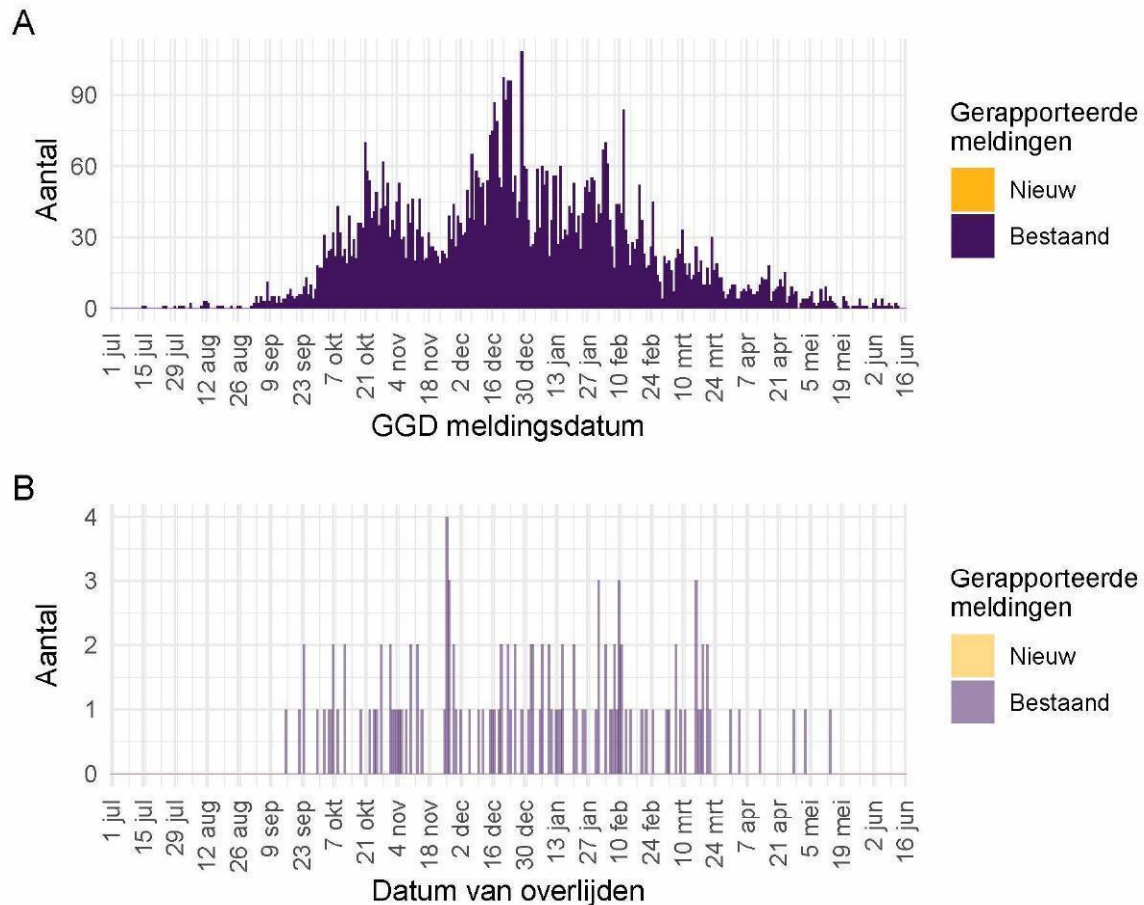 A
90
60
30
0
Aantal
1 jul
15 jul
29 jul
12 aug
26 aug
9 sep
23 sep
7 okt
21 okt
4 nov
18 nov
2 dec
16 dec
30 dec
13 jan
27 jan
10 feb
24 feb
10 mrt
24 mrt
7 apr
21 apr
5 mei
19 mei
2 jun
16 jun
GGD meldingsdatum
Gerapporteerde
meldingen
Nieuw
Bestaand
B
4
3
2
1
0
Aantal
1 jul
15 jul
29 jul
12 aug
26 aug
9 sep
23 sep
7 okt
21 okt
4 nov
18 nov
2 dec
16 dec
30 dec
13 jan
27 jan
10 feb
24 feb
10 mrt
24 mrt
7 apr
21 apr
5 mei
19 mei
2 jun
16 jun
Datum van overlijden
Gerapporteerde
meldingen
Nieuw
Bestaand